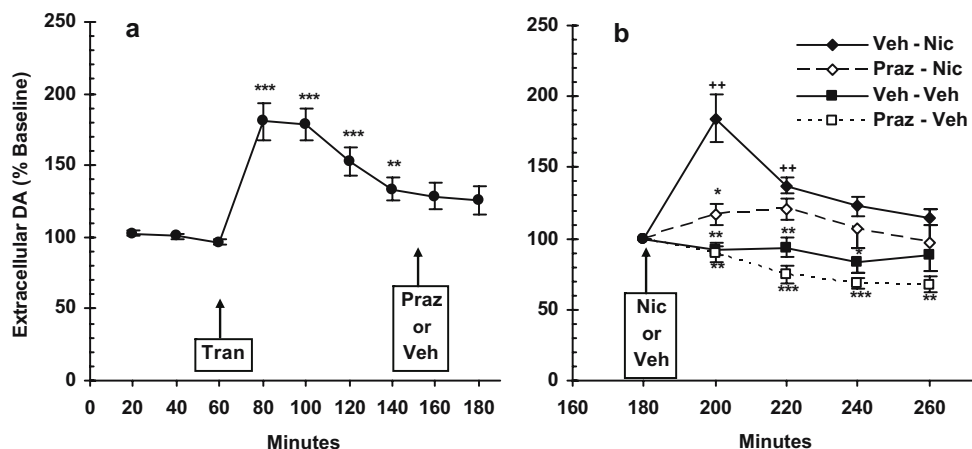 a
b
Extracellular DA (% Baseline)
250
200
150
100
50
0
***
***
***
**
Tran
Praz
or
Veh
0 20 40 60 80 100 120 140 160 180
Minutes
Veh - Nic
Praz - Nic
Veh - Veh
Praz - Veh
250
200
150
100
50
0
++
++
*
**
**
*
**
***
***
**
Nic
or
Veh
160 180 200 220 240 260
Minutes